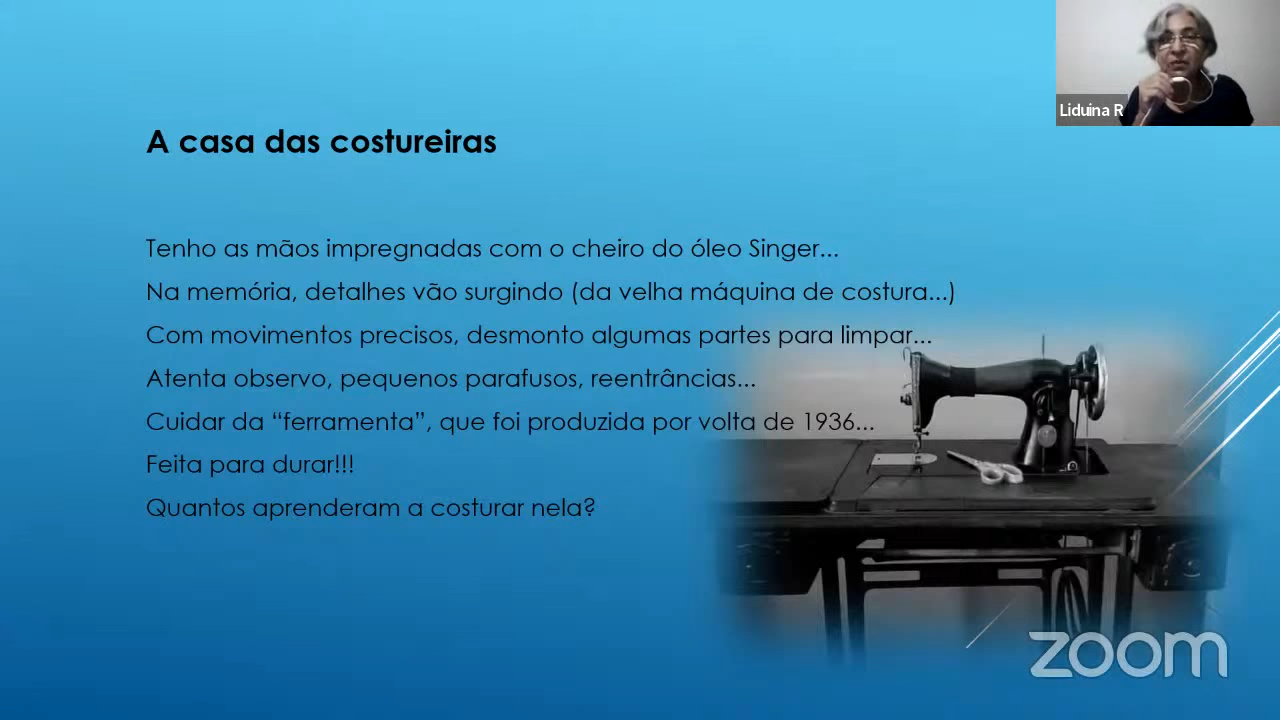 Liduina R
A casa das costureiras
Tenho as mãos impregnadas com o cheiro do óleo Singer...
Na memória, detalhes vão surgindo (da velha máquina de costura...)
Com movimentos precisos, desmonto algumas partes para limpar...
Atenta observo, pequenos parafusos, reentrâncias...
Cuidar da “ferramenta”, que foi produzida por volta de 1936...
Feita para durar!!!
Quantos aprenderam a costurar nela?
zoom